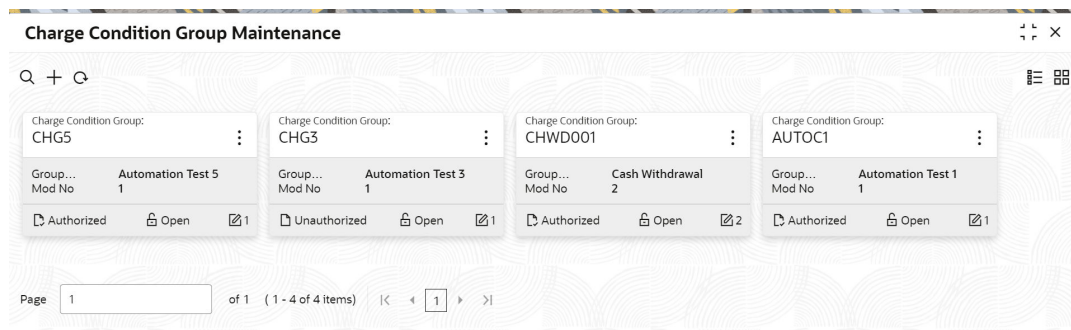 Charge Condition Group Maintenance
Charge Condition Group: Charge Condition Group: Charge Condition Group: Charge Condition Group:
CHG5 CHG3 CHWD001 AUTOC1
Group... Automation Test 5 Group... Automation Test 3 Group... Cash Withdrawal Group... Automation Test 1
Mod No 1 Mod No 1 Mod No 2 Mod No 1
Authorized Open 1 Unauthorized Open 1 Authorized Open 2 Authorized Open 1
Page 1 of 1 ( 1 - 4 of 4 items) 1